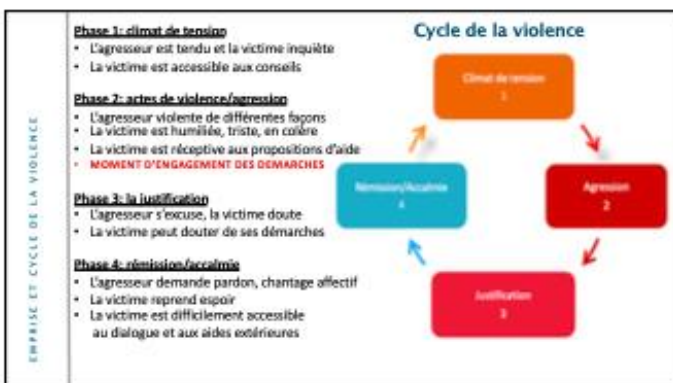 EMPRISE ET CYCLE DE LA VIOLENCE
Phase 1: climat de tension
• L'agresseur est tendu et la victime inquiète
• La victime est accessible aux conseils
Phase 2: actes de violence/agression
• L'agresseur violente de différentes façons
• La victime est humiliée, triste, en colère
• La victime est réceptive aux propositions d'aide
• MOMENT D'ENGAGEMENT DES DEMARCHES
Phase 3: la justification
• L'agresseur s'excuse, la victime doute
• La victime peut douter de ses démarches
Phase 4: rémission/accalmie
• L'agresseur demande pardon, chantage affectif
• La victime reprend espoir
• La victime est difficilement accessible
au dialogue et aux aides extérieures
Cycle de la violence
Climat de tension
1
Agression
2
Justification
3
Rémission/Accalmie
4